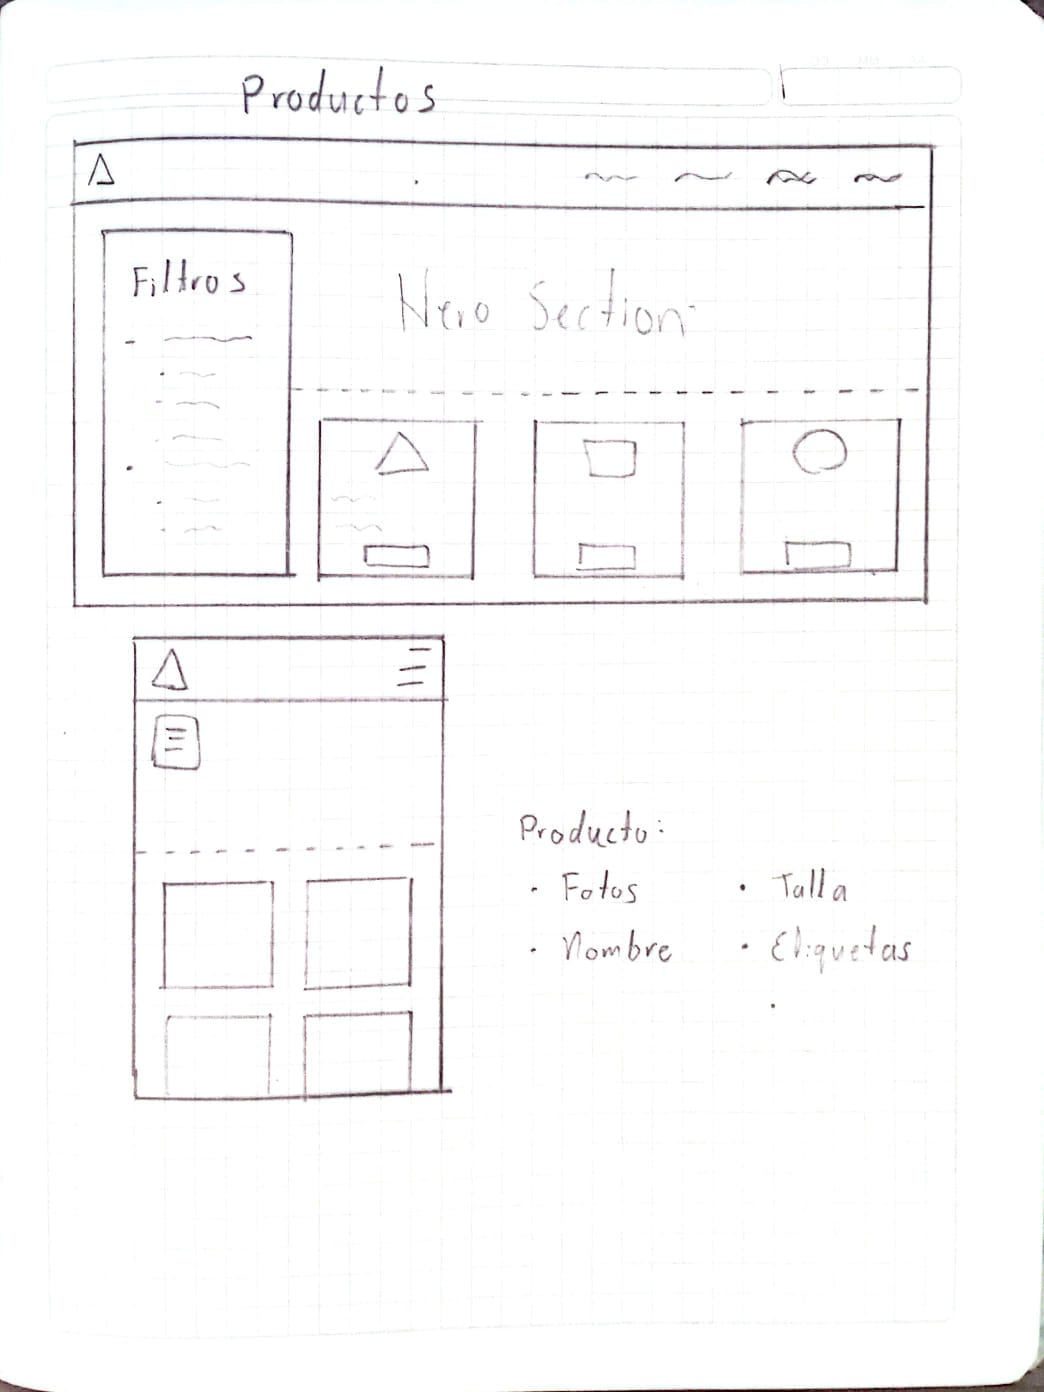 Productos
Filtros
Hero Section
Producto:
· Fotos
· Talla
· Nombre
· Etiquetas